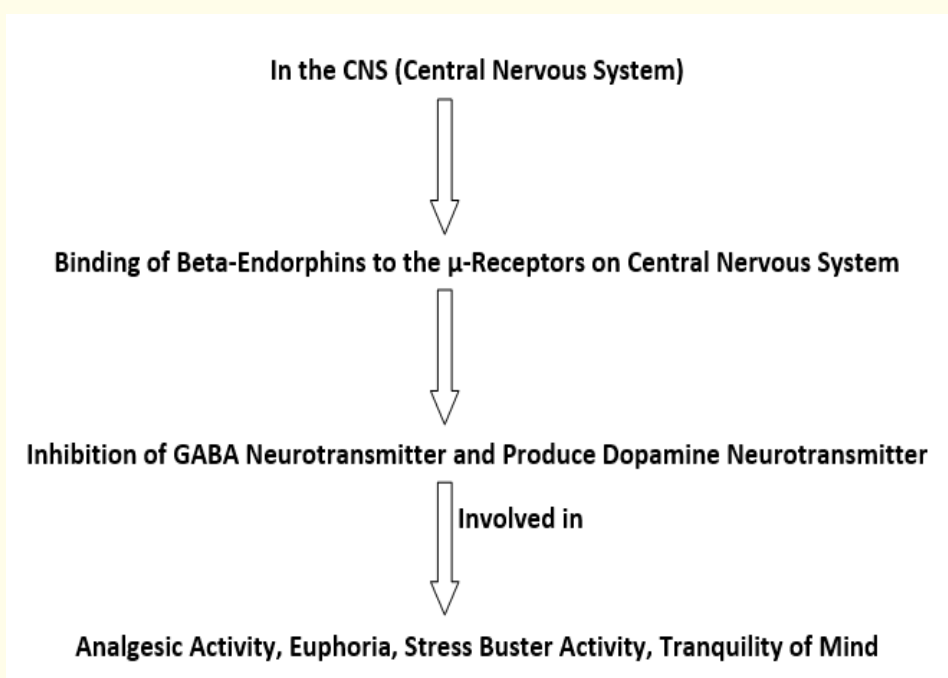 In the CNS (Central Nervous System)
Binding of Beta-Endorphins to the μ-Receptors on Central Nervous System
Inhibition of GABA Neurotransmitter and Produce Dopamine Neurotransmitter
Involved in
Analgesic Activity, Euphoria, Stress Buster Activity, Tranquility of Mind